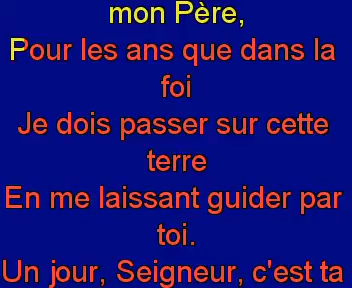 mon Père,
Pour les ans que dans la
foi
Je dois passer sur cette
terre
En me laissant guider par
toi.
Un jour, Seigneur, c'est ta